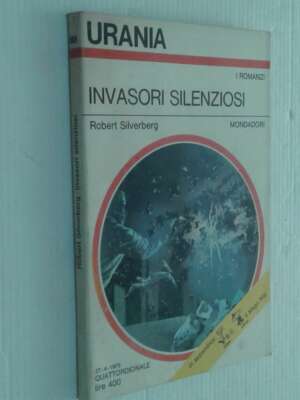 URANIA
I ROMANZI
INVASORI SILENZIOSI
Robert Silverberg
MONDADORI
QUATTORDICINALE
lire 400
Robert Silverberg Invasori silenziosi